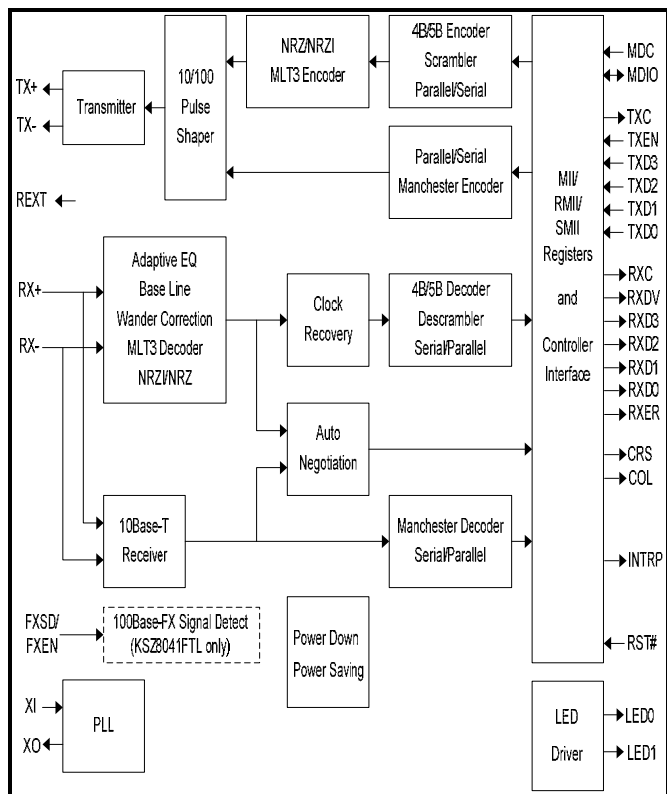 NRZ/NRZI
MLT3 Encoder
4B/5B Encoder
Scrambler
Parallel/Serial
10/100
Pulse
Shaper
Transmitter
TX+
TX-
REXT
Parallel/Serial
Manchester Encoder
MII/
RMII/
SMII
Registers
and
Controller
Interface
MDC
MDIO
TXC
TXEN
TXD3
TXD2
TXD1
TXD0
RXC
RXDV
RXD3
RXD2
RXD1
RXD0
RXER
CRS
COL
INTRP
RST#
RX+
RX-
Adaptive EQ
Base Line
Wander Correction
MLT3 Decoder
NRZI/NRZ
Clock
Recovery
4B/5B Decoder
Descrambler
Serial/Parallel
Auto
Negotiation
10Base-T
Receiver
Manchester Decoder
Serial/Parallel
FXSD/
FXEN
100Base-FX Signal Detect
(KSZ8041FTL only)
Power Down
Power Saving
XI
XO
PLL
LED
Driver
LED0
LED1